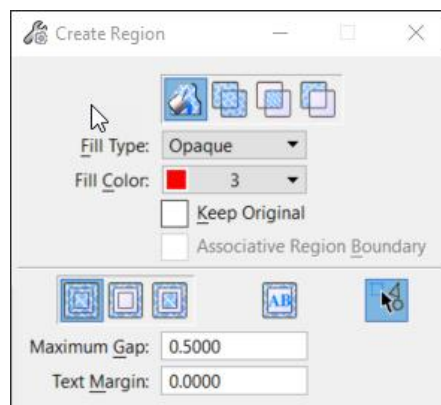 Create Region
Fill Type: Opaque
Fill Color: 3
Keep Original
Associative Region Boundary
AB
Maximum Gap: 0.5000
Text Margin: 0.0000